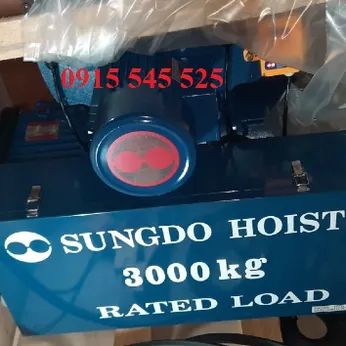 0915 545 525
SUNGDO HOIST
3000kg
RATED LOAD